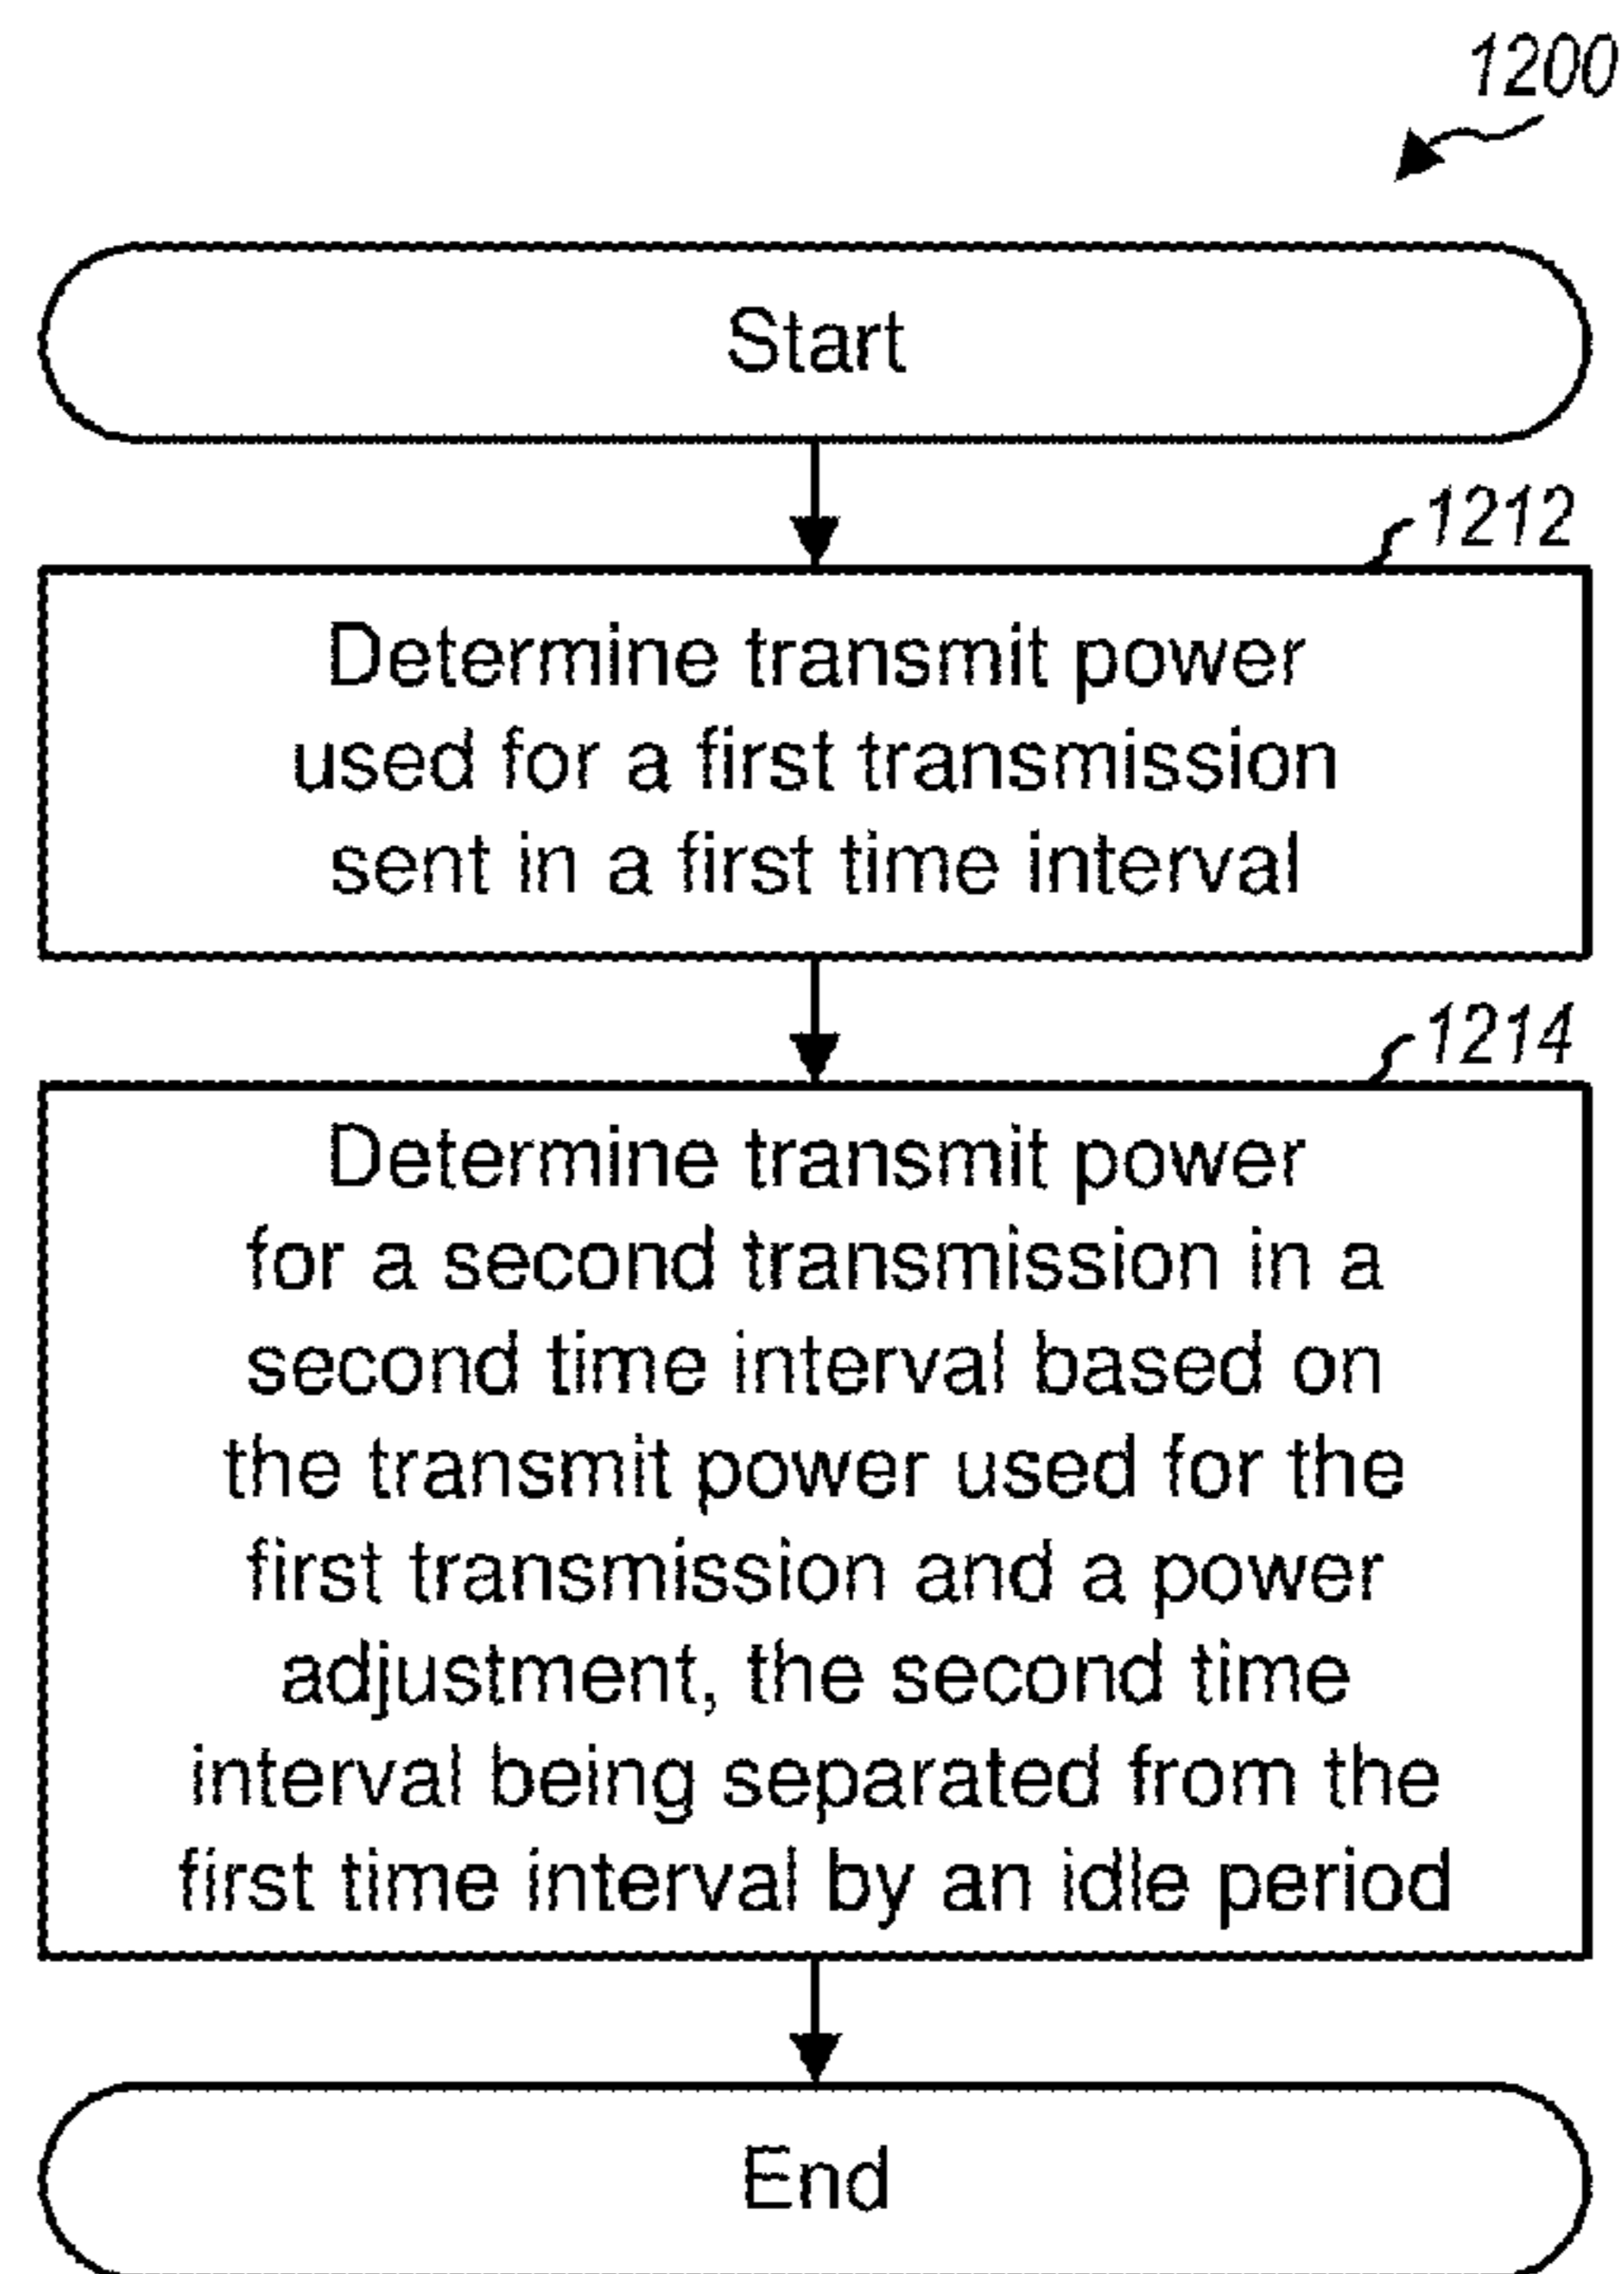 1200
Start
1212
Determine transmit power
used for a first transmission
sent in a first time interval
1214
Determine transmit power
for a second transmission in a
second time interval based on
the transmit power used for the
first transmission and a power
adjustment, the second time
interval being separated from the
first time interval by an idle period
End